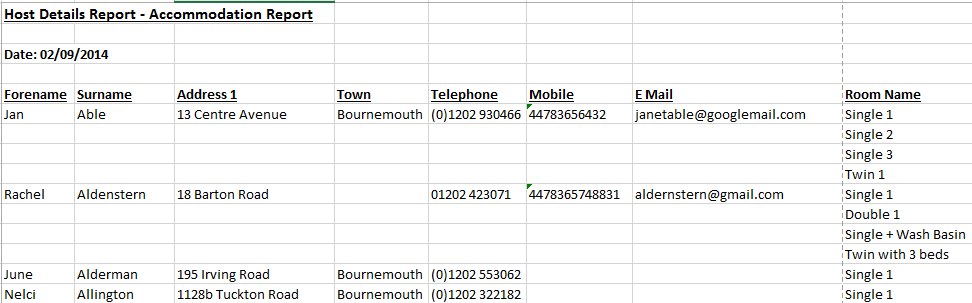 Host Details Report - Accommodation Report
Date: 02/09/2014
Forename Surname Address 1 Town Telephone Mobile E Mail Room Name
Jan Able 13 Centre Avenue Bournemouth (0)1202 930466 44783656432 janetable@googlemail.com Single 1
Single 2
Single 3
Twin 1
Rachel Aldenstern 18 Barton Road 01202 423071 4478365748831 aldernstern@gmail.com Single 1
Double 1
Single + Wash Basin
Twin with 3 beds
June Alderman 195 Irving Road Bournemouth (0)1202 553062 Single 1
Nelci Allington 1128b Tuckton Road Bournemouth (0)1202 322182 Single 1